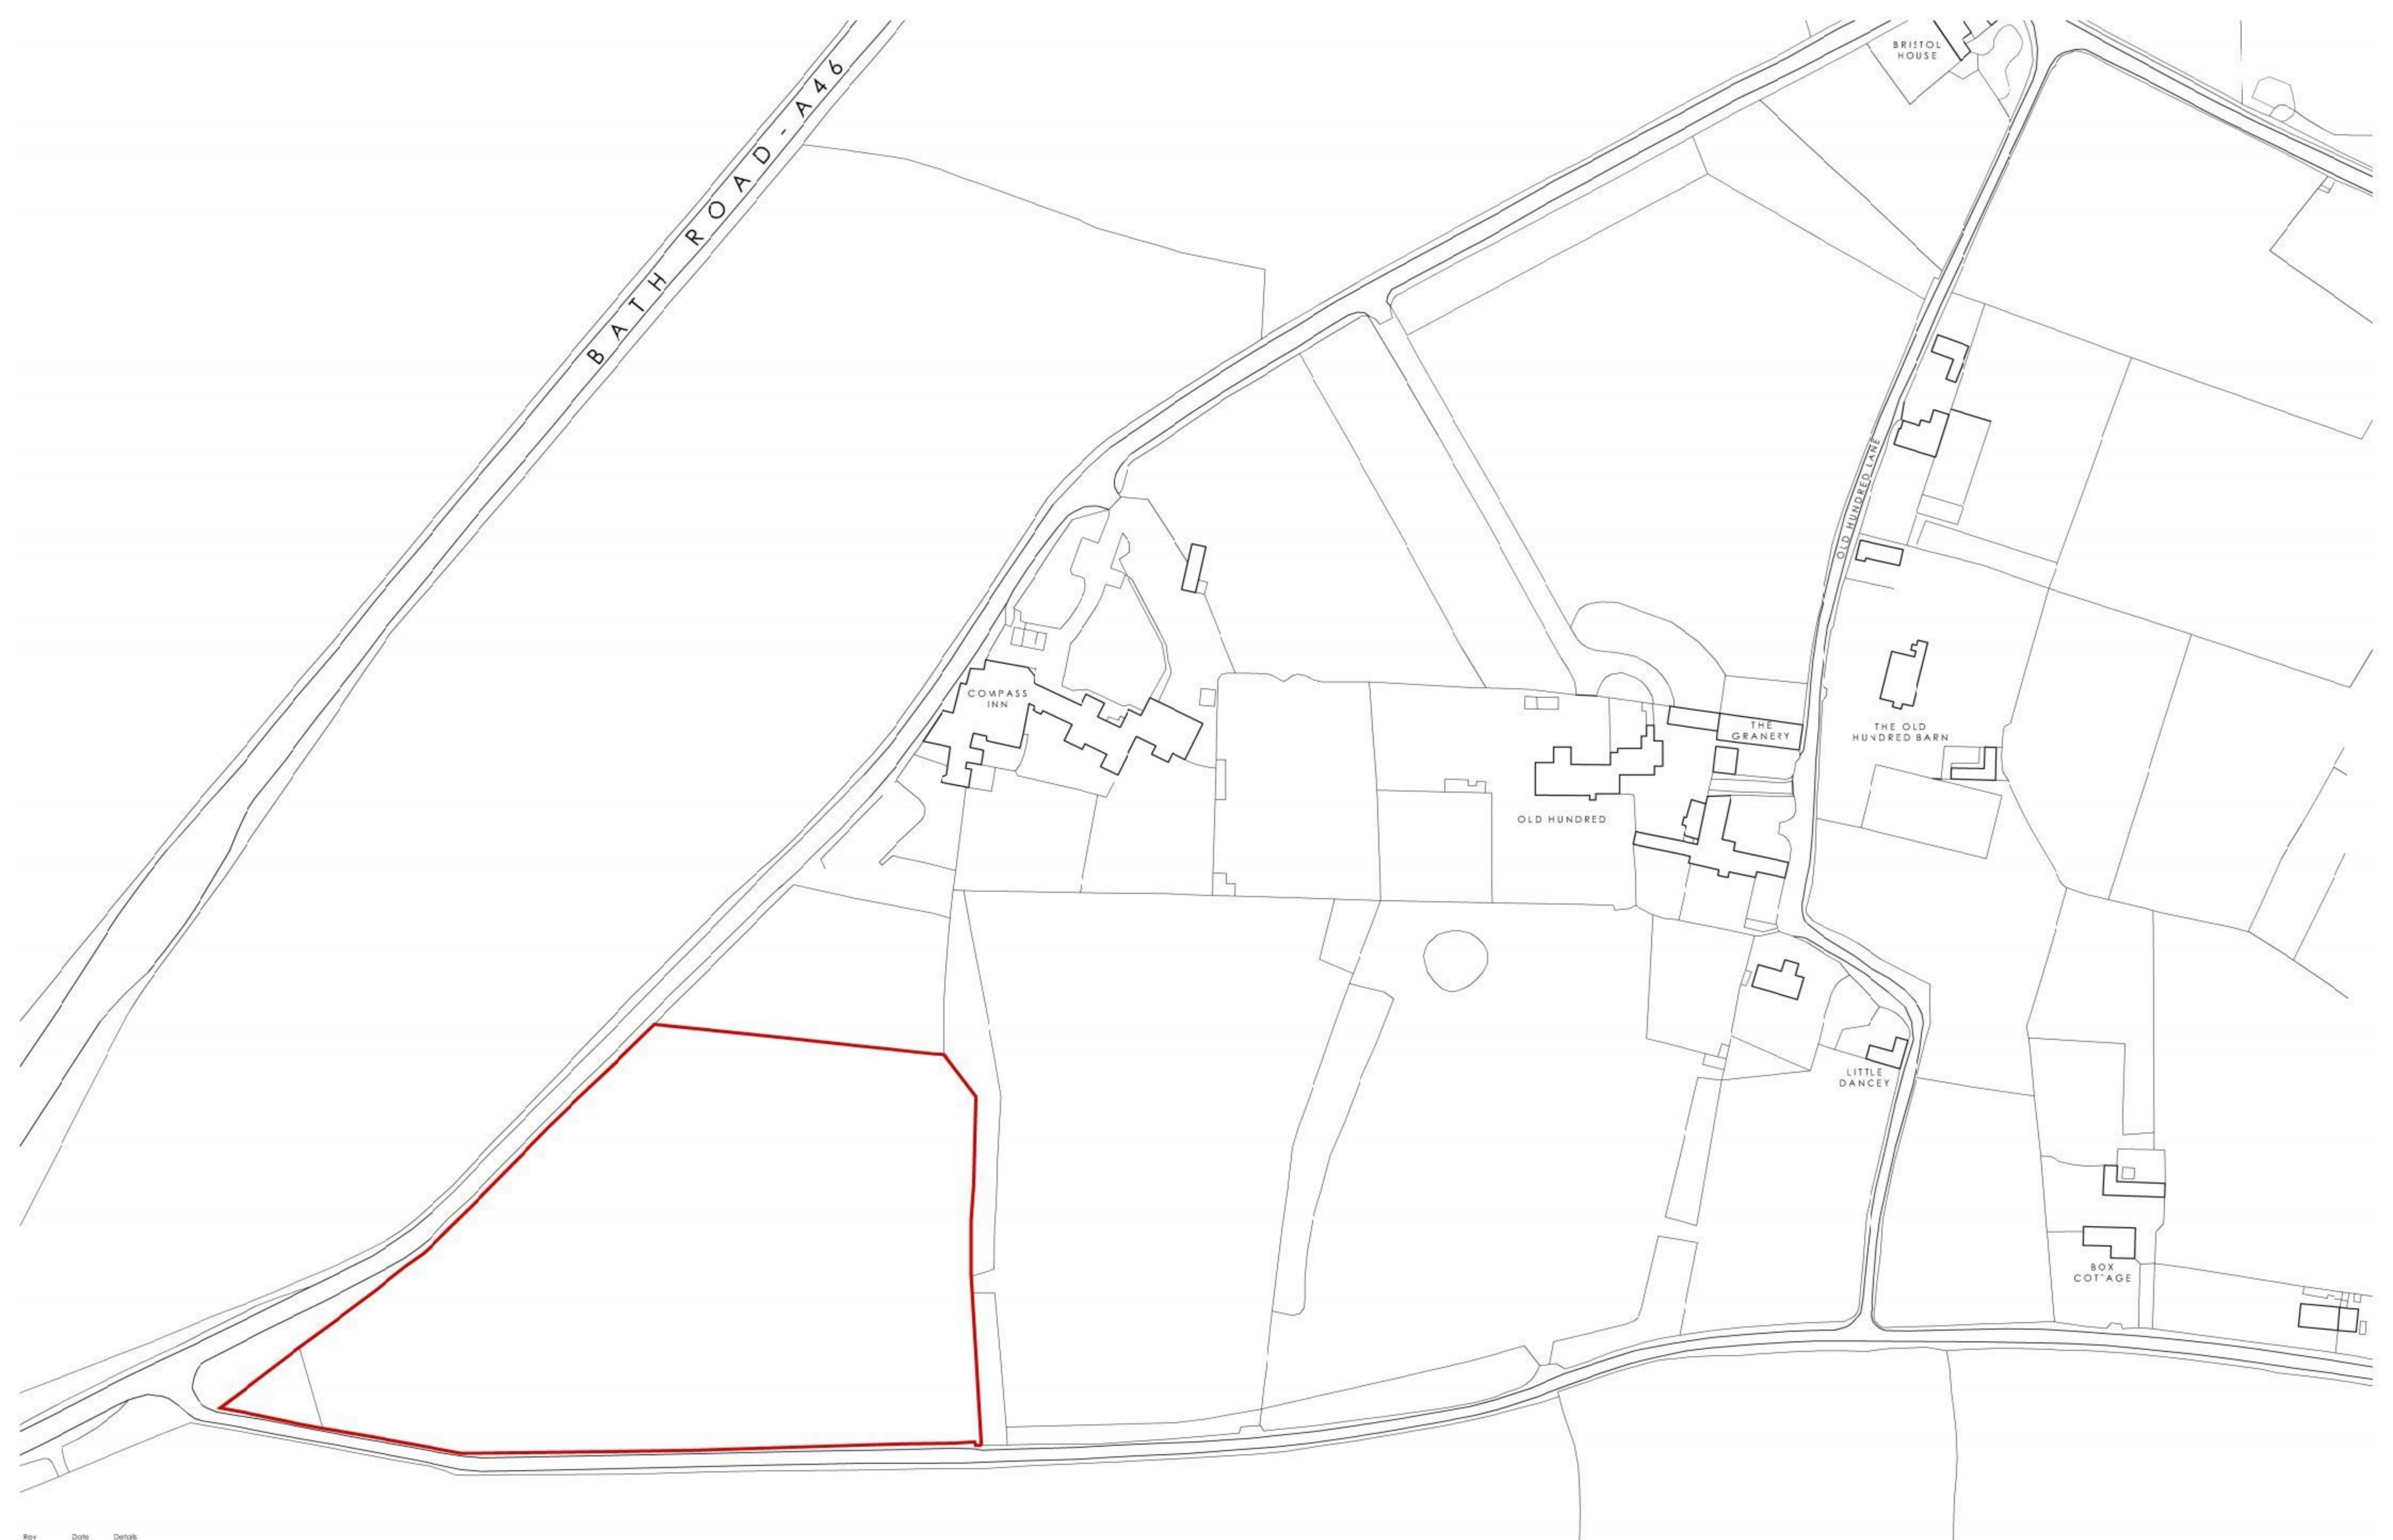 BRISTOL
HOUSE
BATH ROAD - A46
OLD HUNDRED LANE
COMPASS
INN
THE
GRANERY
THE OLD
HUNDRED BARN
OLD HUNDRED
LITTLE
DANCEY
BOX
COTTAGE
Rev Date Details